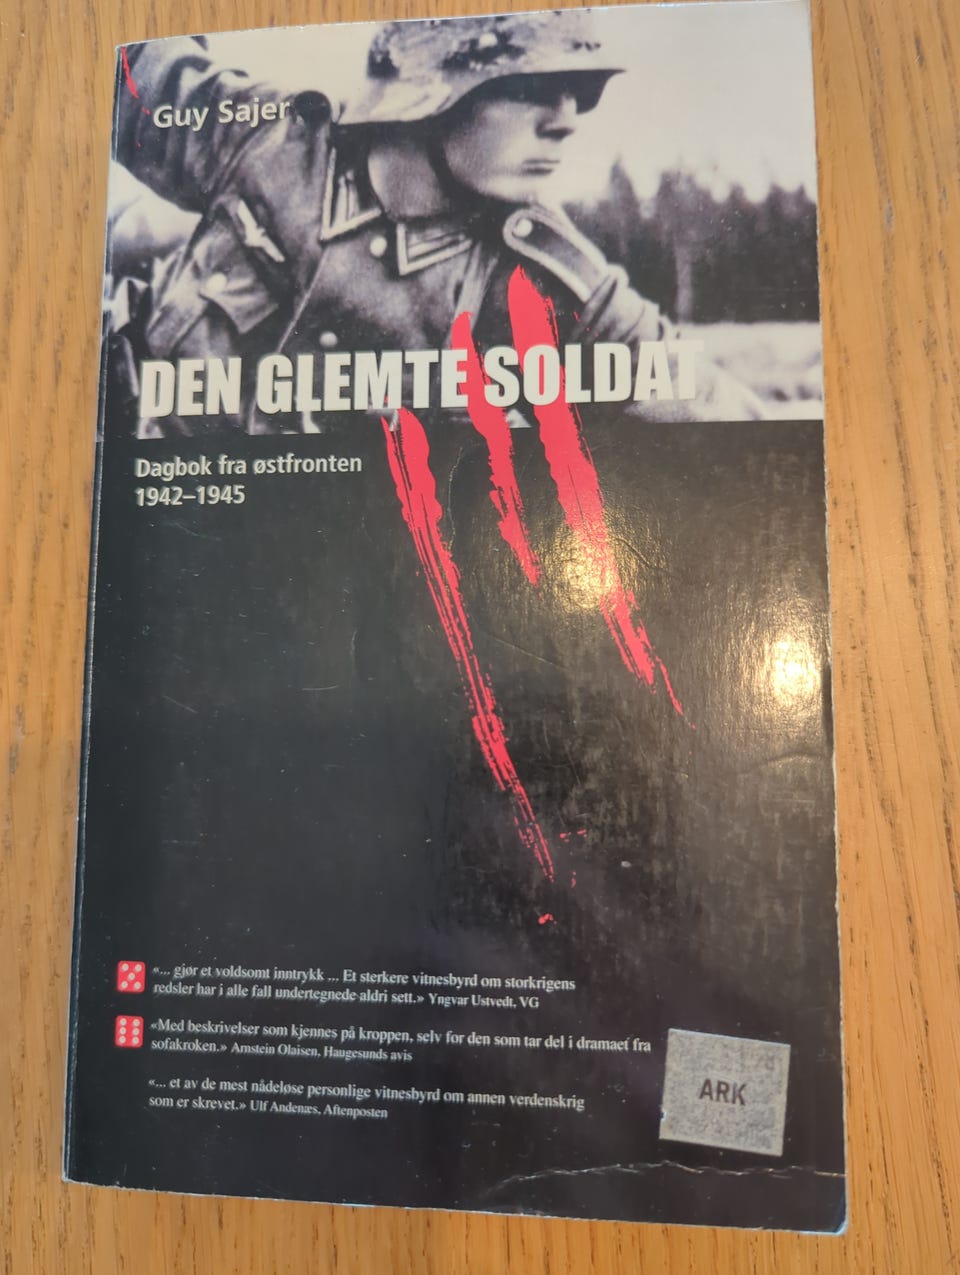 Guy Sajer
DEN GLEMTE SOLDAT
Dagbok fra østfronten
1942–1945
«... gjør et voldsomt inntrykk ... Et sterkere vitnesbyrd om storkrigens
redsler har i alle fall undertegnede aldri sett.» Yngvar Ustvedt, VG
«Med beskrivelser som kjennes på kroppen, selv for den som tar del i dramaet fra
sofakroken.» Arnstein Olaisen, Haugesunds avis
«... et av de mest nådeløse personlige vitnesbyrd om annen verdenskrig
som er skrevet.» Ulf Andenæs, Aftenposten
ARK